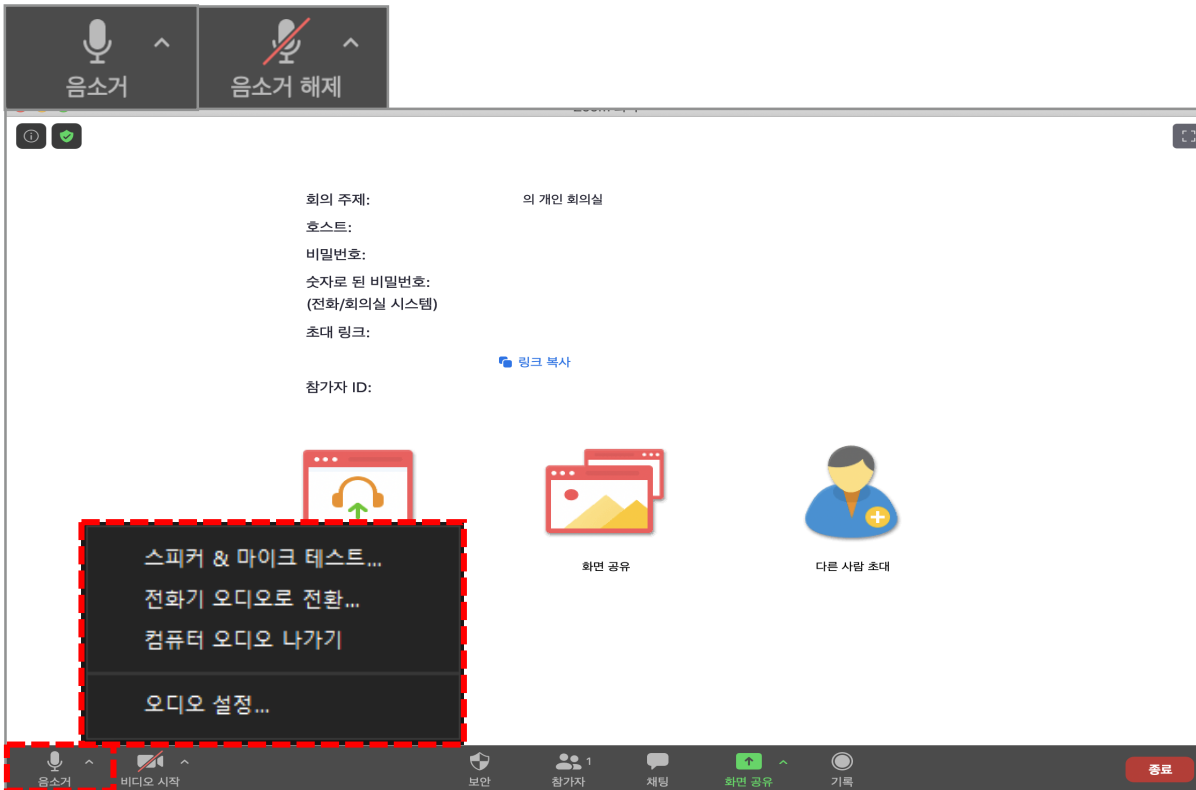 음소거
음소거 해제
회의 주제:
의 개인 회의실
호스트:
비밀번호:
숫자로 된 비밀번호:
(전화/회의실 시스템)
초대 링크:
링크 복사
참가자 ID:
화면 공유
다른 사람 초대
스피커 & 마이크 테스트...
전화기 오디오로 전환...
컴퓨터 오디오 나가기
오디오 설정...
음소거
비디오 시작
보안
참가자
1
채팅
화면 공유
기록
종료